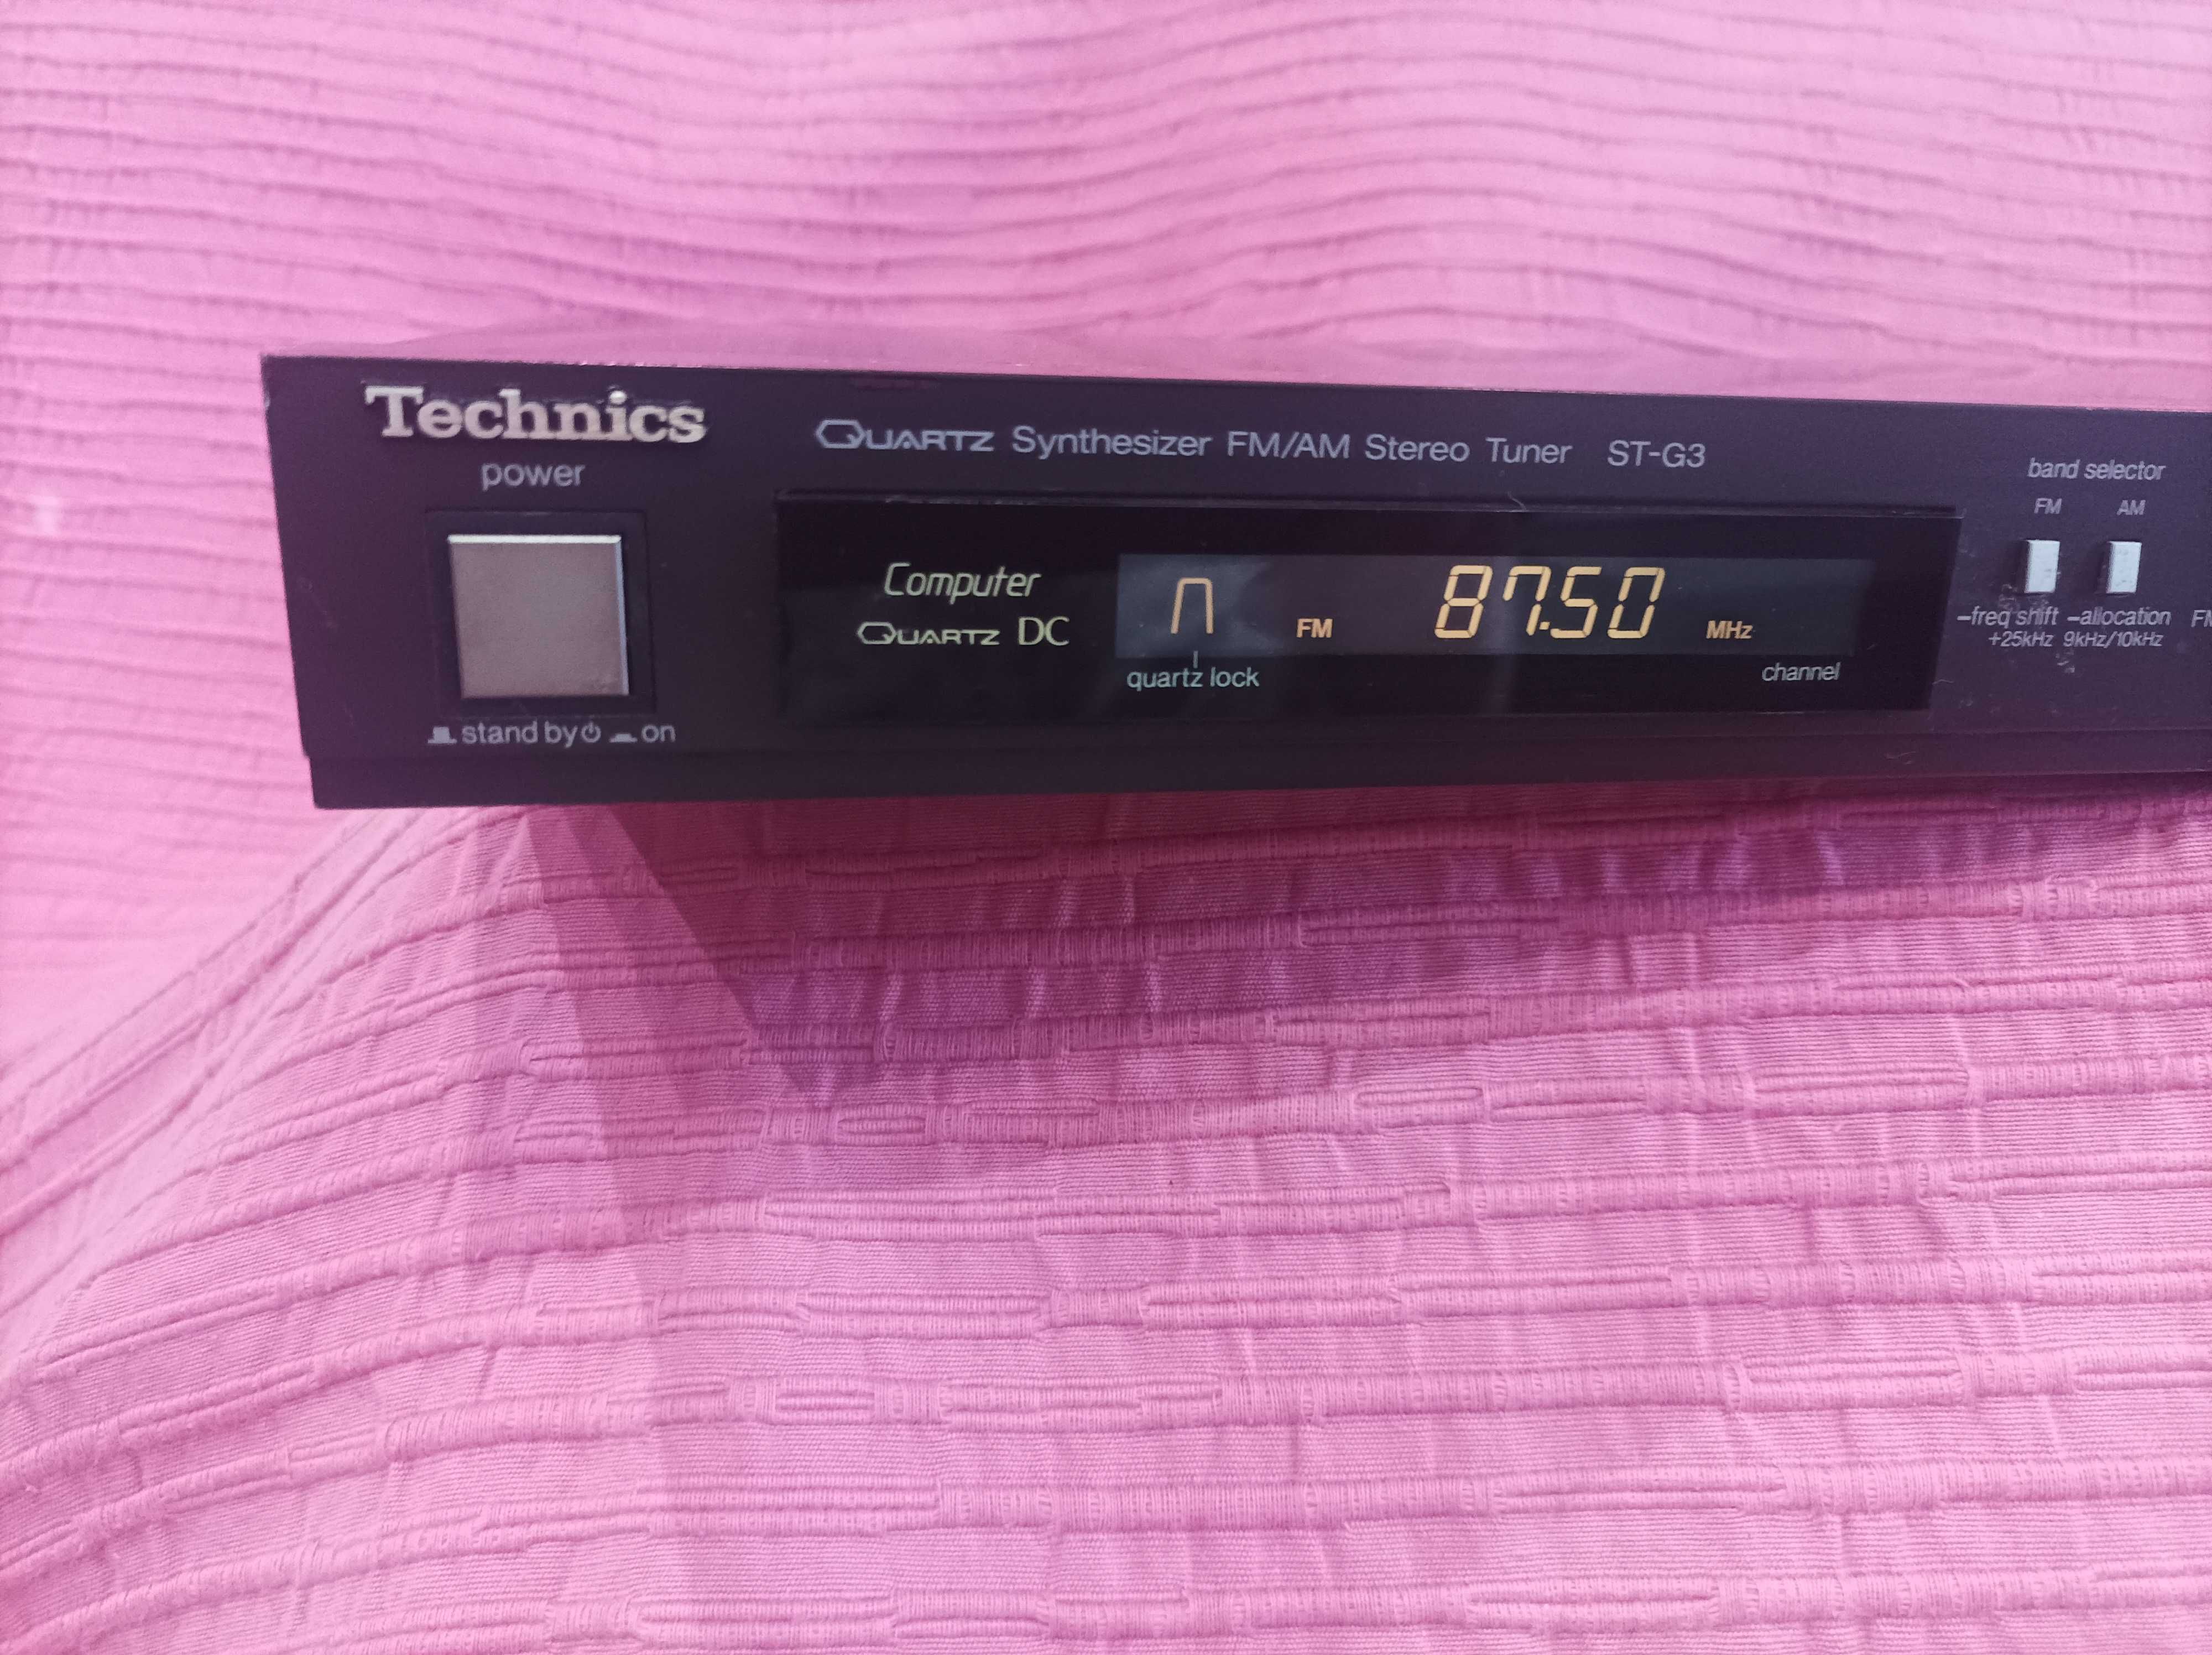 Technics
QUARTZ Synthesizer FM/AM Stereo Tuner ST-G3
power
band selector
FM AM
Computer
QUARTZ DC
FM 87.50 MHz
quartz lock
channel
-freq shift -allocation
+25kHz 9kHz/10kHz
FM
stand by on